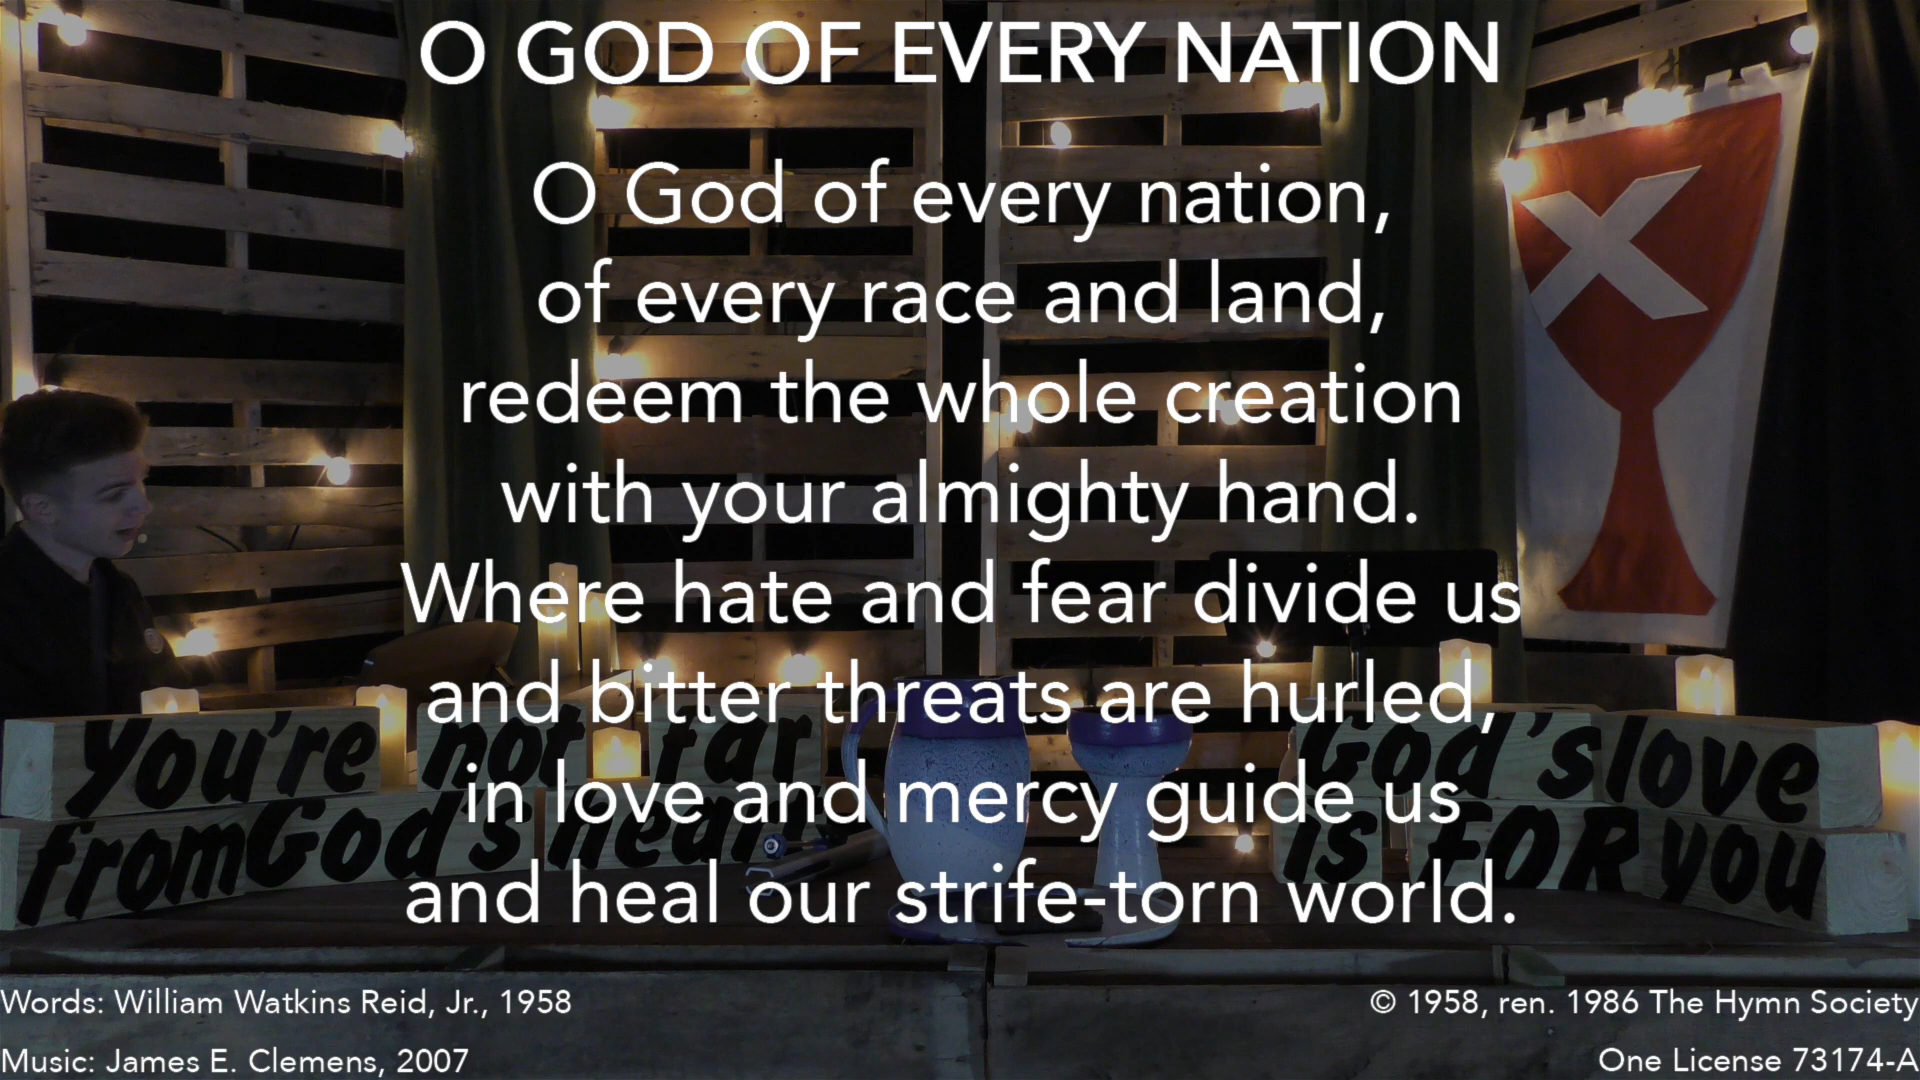 O GOD OF EVERY NATION
O God of every nation,
of every race and land,
redeem the whole creation
with your almighty hand.
Where hate and fear divide us
and bitter threats are hurled,
in love and mercy guide us
and heal our strife-torn world.
You're not far
from God's heart
God's love
is FOR you
Words: William Watkins Reid, Jr., 1958
Music: James E. Clemens, 2007
© 1958, ren. 1986 The Hymn Society
One License 73174-A